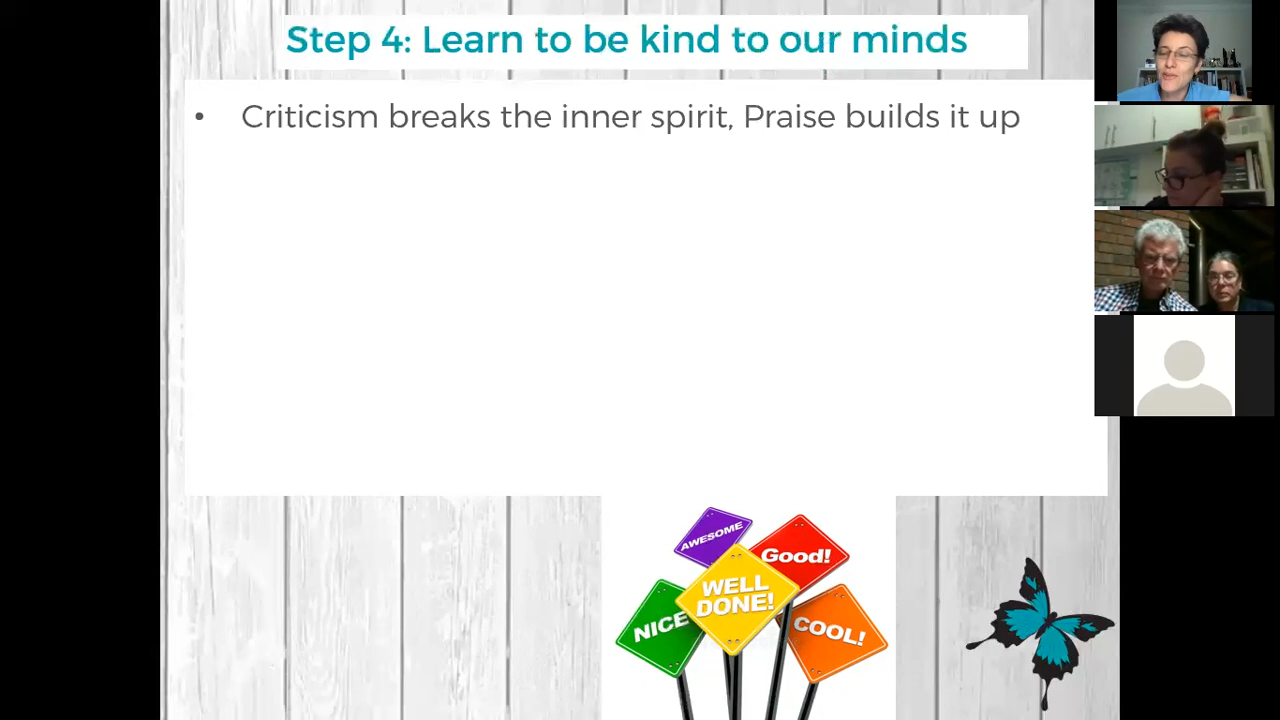 Step 4: Learn to be kind to our minds
• Criticism breaks the inner spirit, Praise builds it up
AWESOME
Good!
WELL
DONE!
NICE
COOL!